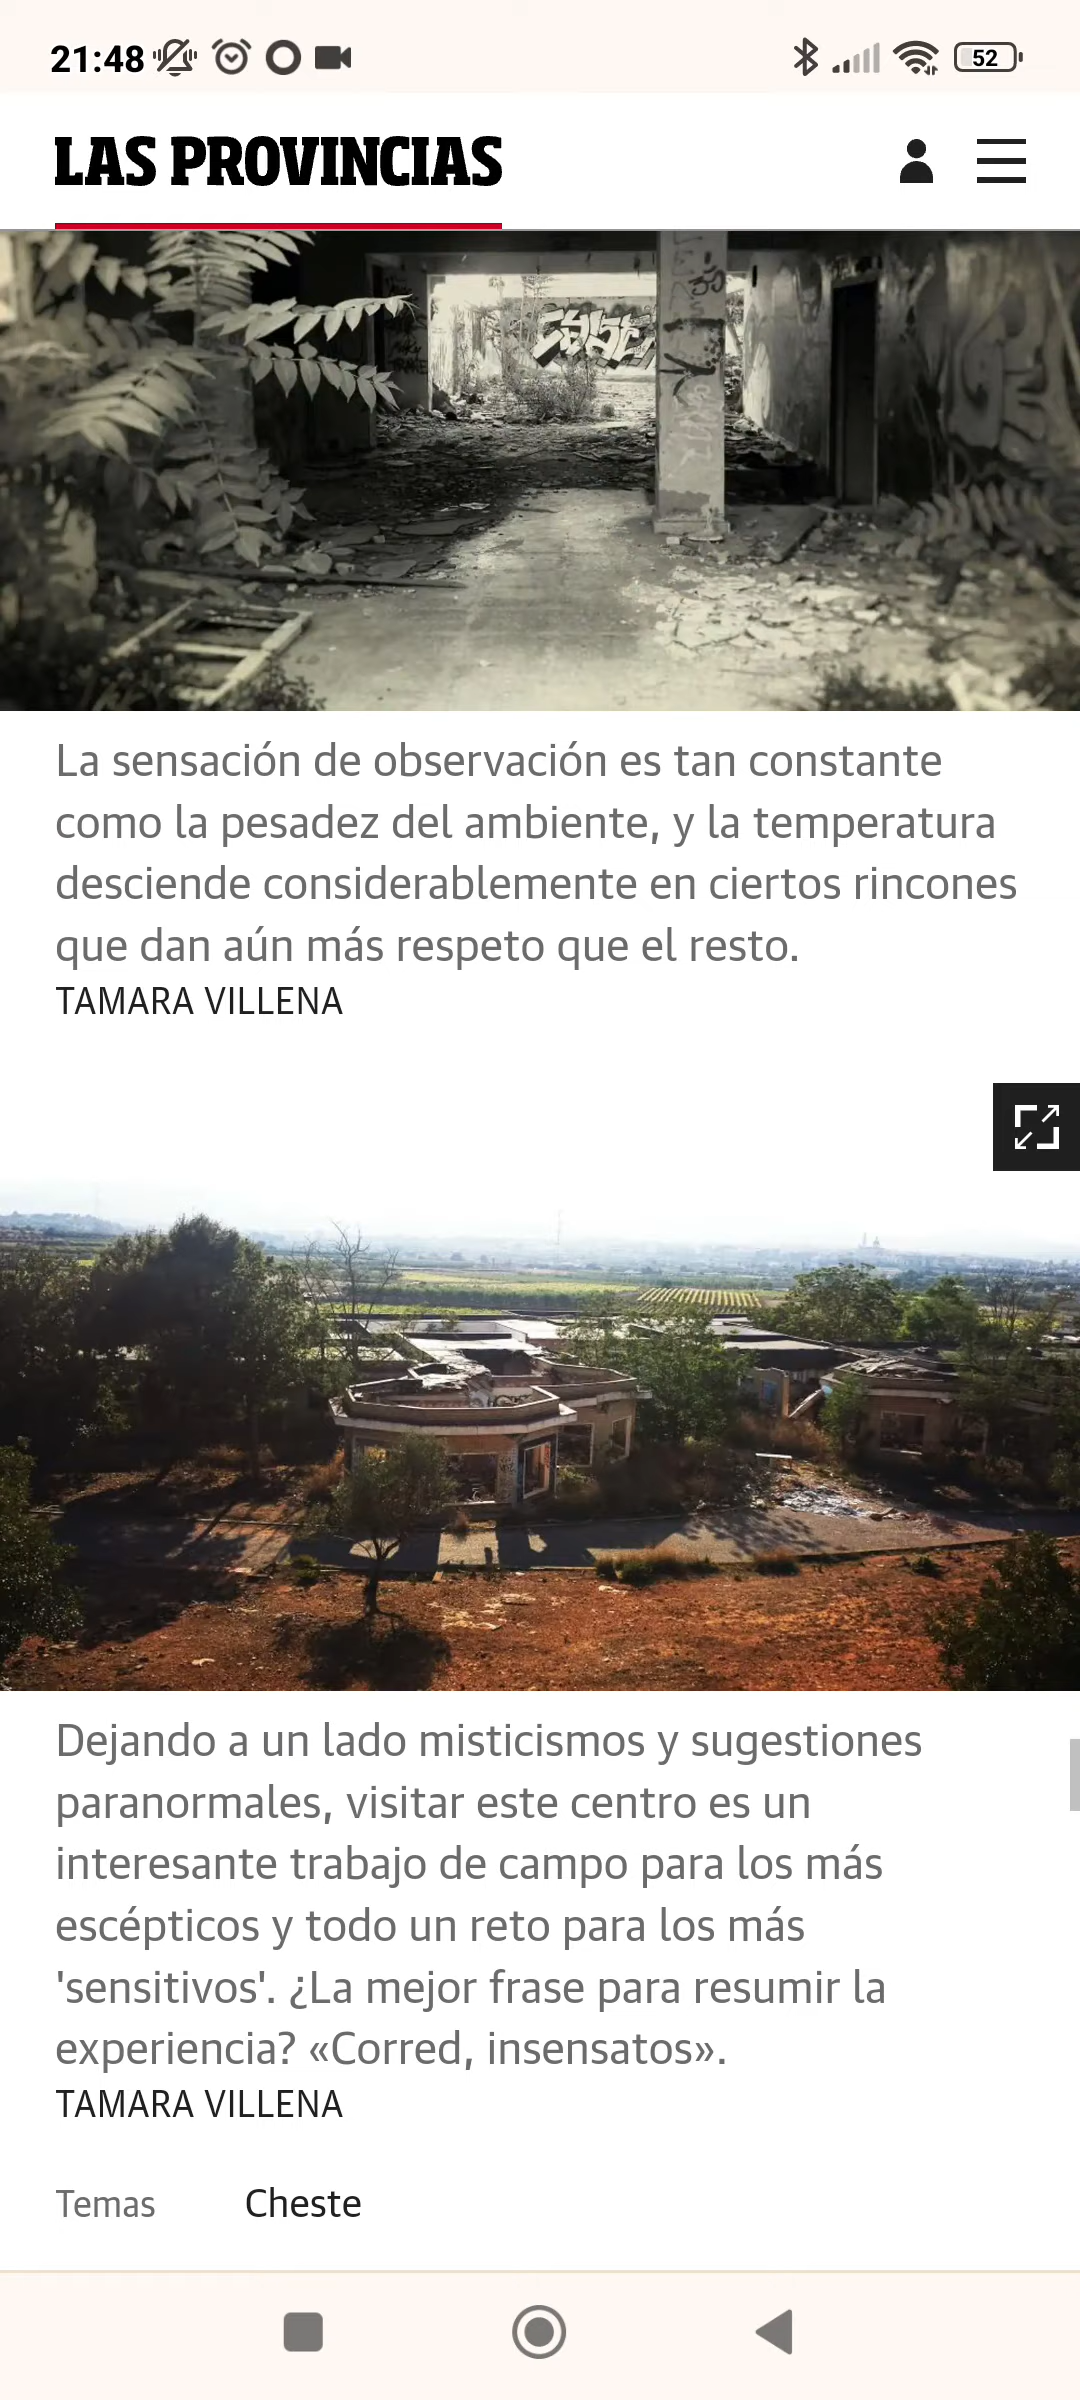 21:48
52
LAS PROVINCIAS
La sensación de observación es tan constante
como la pesadez del ambiente, y la temperatura
desciende considerablemente en ciertos rincones
que dan aún más respeto que el resto.
TAMARA VILLENA
Dejando a un lado misticismos y sugestiones
paranormales, visitar este centro es un
interesante trabajo de campo para los más
escépticos y todo un reto para los más
'sensitivos'. ¿La mejor frase para resumir la
experiencia? «Corred, insensatos».
TAMARA VILLENA
Temas Cheste